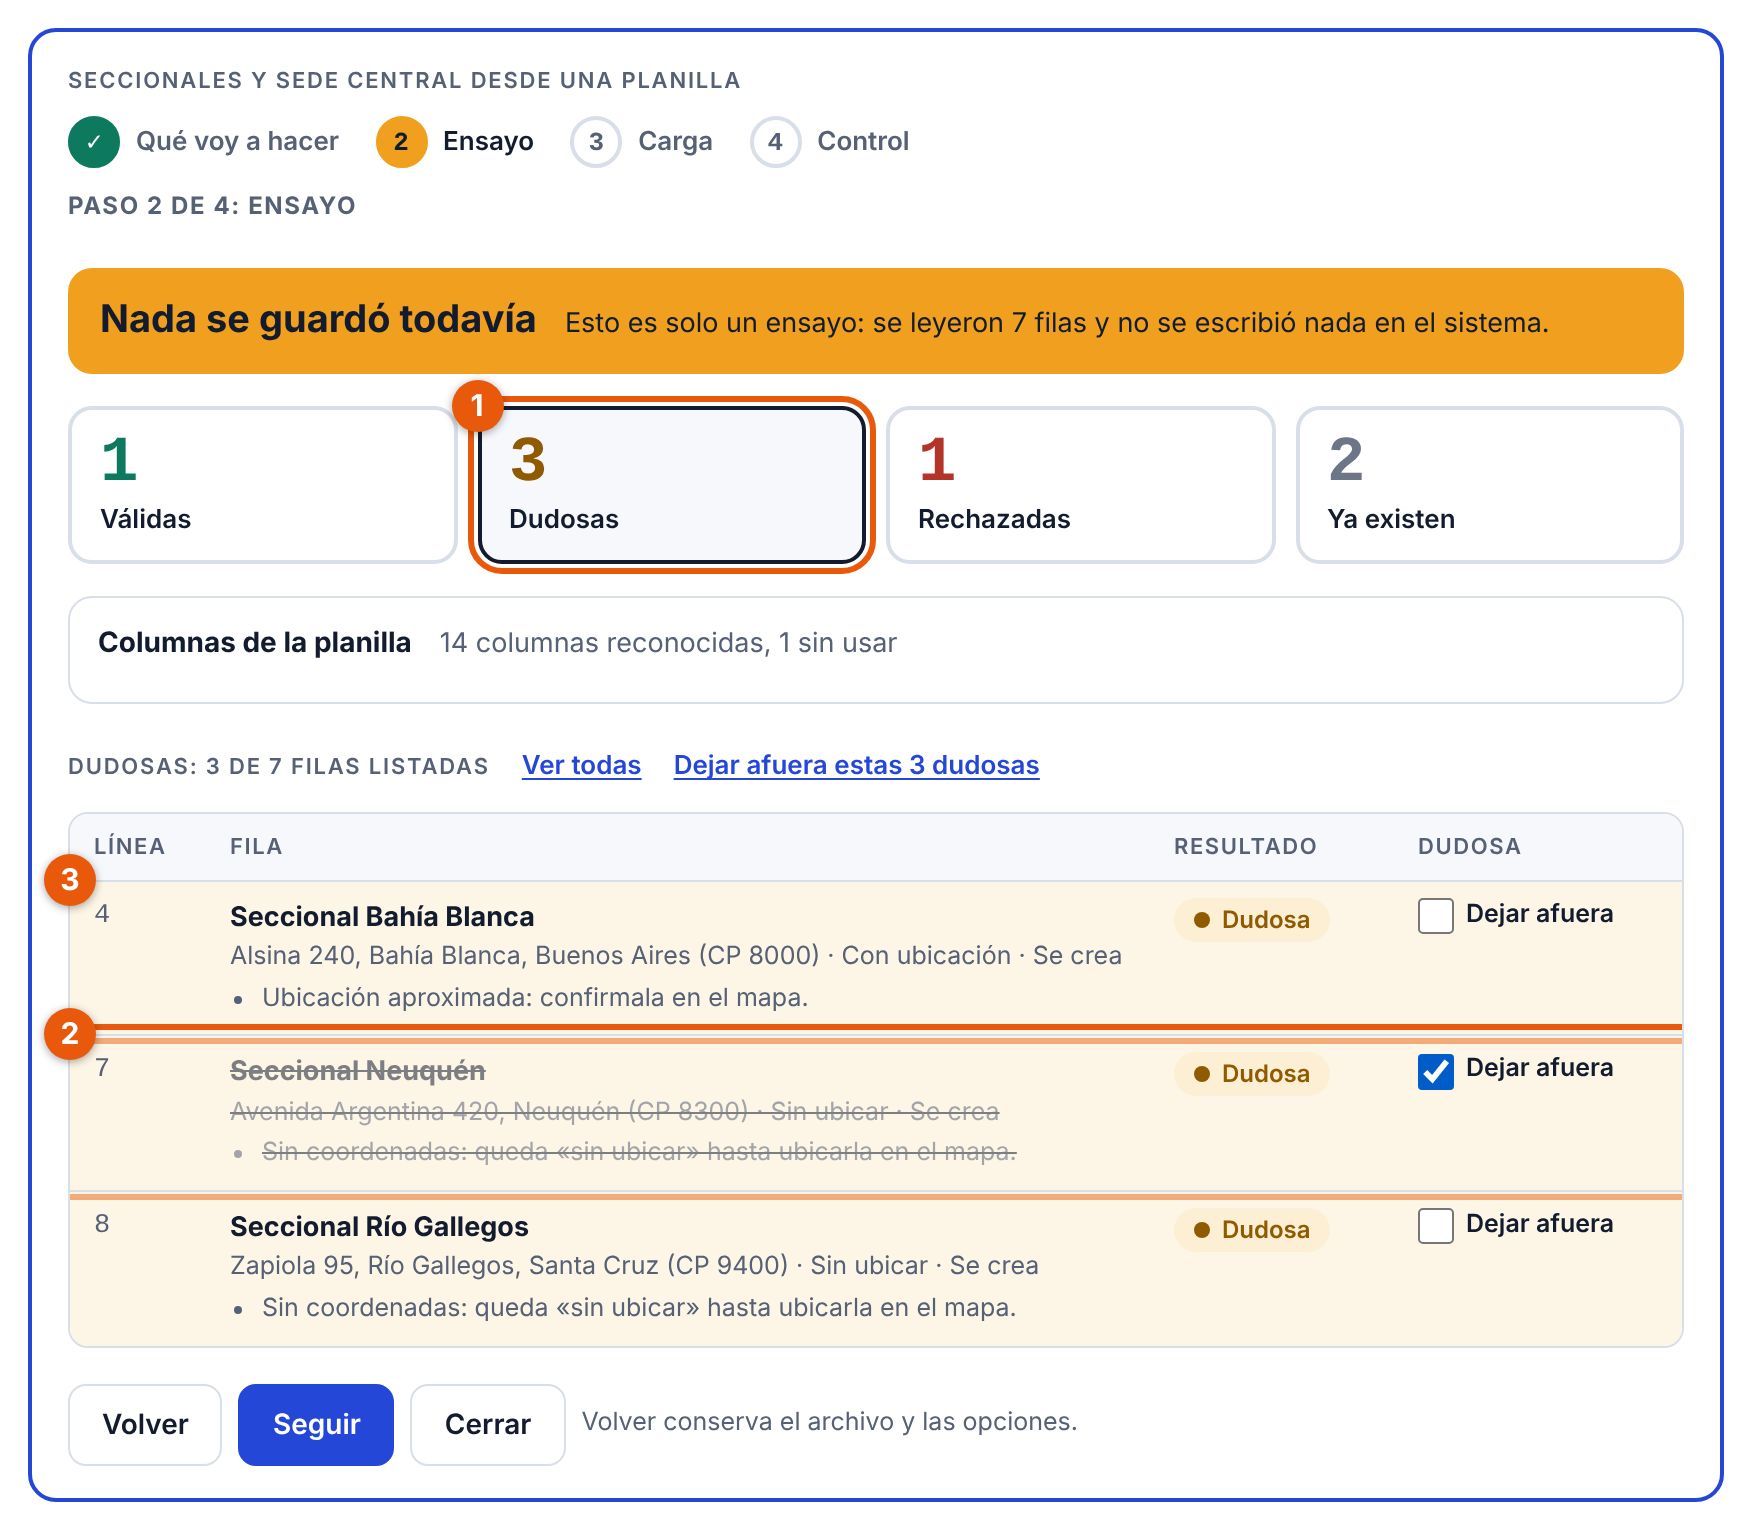 SECCIONALES Y SEDE CENTRAL DESDE UNA PLANILLA
✓ Qué voy a hacer 2 Ensayo 3 Carga 4 Control
PASO 2 DE 4: ENSAYO
Nada se guardó todavía Esto es solo un ensayo: se leyeron 7 filas y no se escribió nada en el sistema.
1
1 3 1 2
Válidas Dudosas Rechazadas Ya existen
Columnas de la planilla 14 columnas reconocidas, 1 sin usar
DUDOSAS: 3 DE 7 FILAS LISTADAS Ver todas Dejar afuera estas 3 dudosas
LÍNEA FILA RESULTADO DUDOSA
3
4 Seccional Bahía Blanca Dudosa Dejar afuera
Alsina 240, Bahía Blanca, Buenos Aires (CP 8000) · Con ubicación · Se crea
• Ubicación aproximada: confirmala en el mapa.
2
7 Seccional Neuquén Dudosa Dejar afuera
Avenida Argentina 420, Neuquén (CP 8300) · Sin ubicar · Se crea
• Sin coordenadas: queda «sin ubicar» hasta ubicarla en el mapa.
8 Seccional Río Gallegos Dudosa Dejar afuera
Zapiola 95, Río Gallegos, Santa Cruz (CP 9400) · Sin ubicar · Se crea
• Sin coordenadas: queda «sin ubicar» hasta ubicarla en el mapa.
Volver Seguir Cerrar Volver conserva el archivo y las opciones.